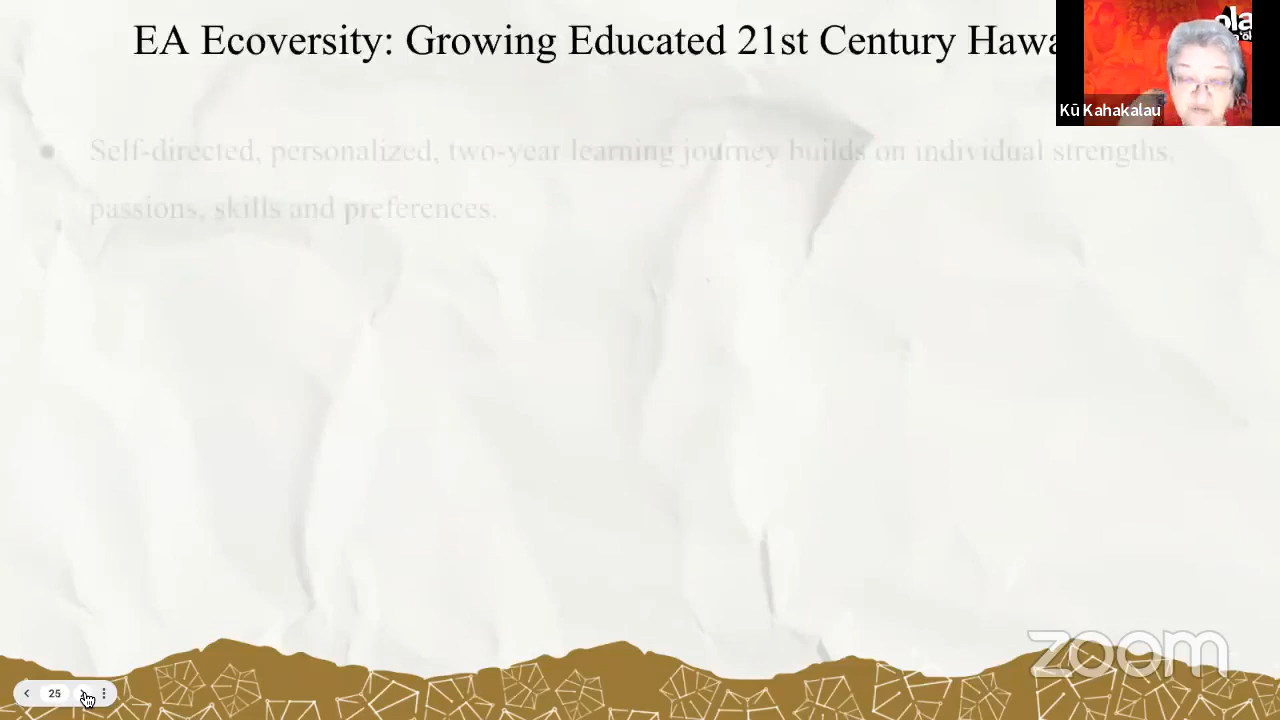 EA Ecoversity: Growing Educated 21st Century Hawa
ola
Kū Kahakalau
Self-directed, personalized, two-year learning journey builds on individual strengths,
passions, skills and preferences.
zoom
25